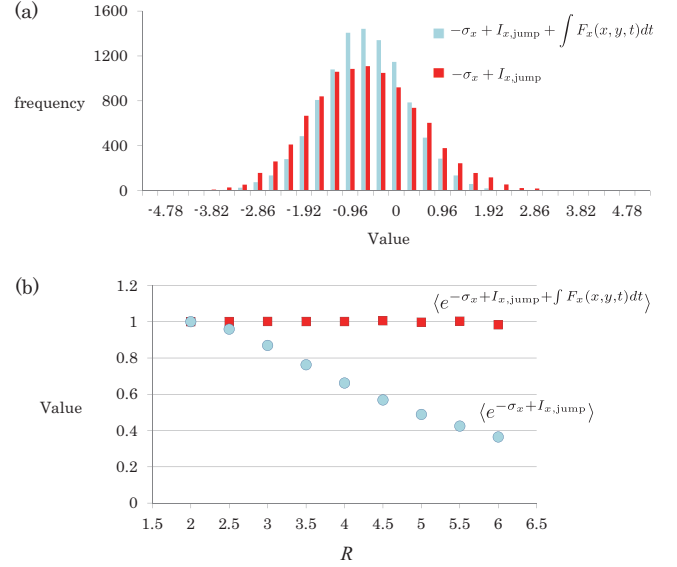 (a)
1600
1200
frequency
800
400
0
-4.78 -3.82 -2.86 -1.92 -0.96 0 0.96 1.92 2.86 3.82 4.78
Value
−σx + Ix,jump + ∫ Fx(x, y, t)dt
−σx + Ix,jump
(b)
1.2
1
0.8
0.6
Value
0.4
0.2
0
1.5 2 2.5 3 3.5 4 4.5 5 5.5 6 6.5
R
⟨e^{−σx+Ix,jump+∫ Fx(x,y,t)dt}⟩
⟨e^{−σx+Ix,jump}⟩